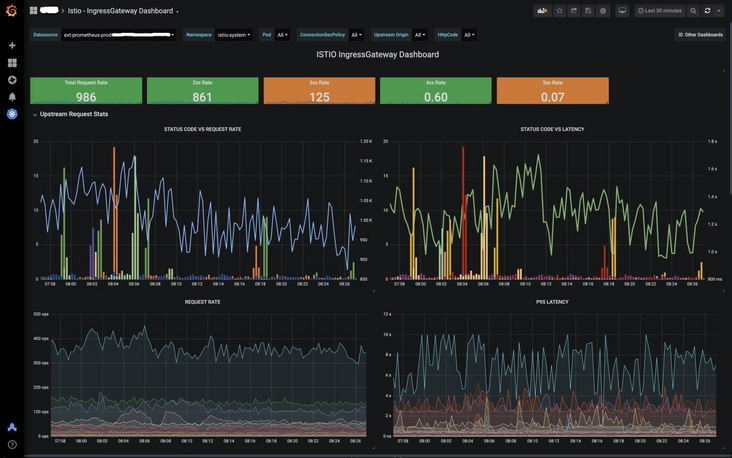 Istio - IngressGateway Dashboard
Last 30 minutes
Datasource ext-prometheus-prod Namespace istio-system Pod All ConnectionSecPolicy All Upstream Origin All HttpCode All Other Dashboards
ISTIO IngressGateway Dashboard
Total Request Rate 2xx Rate 3xx Rate 4xx Rate 5xx Rate
986 861 125 0.60 0.07
Upstream Request Stats
STATUS CODE VS REQUEST RATE
20 1.20 K
1.15 K
15 1.10 K
1.05 K
10 1.00 K
950
5
900
0 850
07:58 08:00 08:02 08:04 08:06 08:08 08:10 08:12 08:14 08:16 08:18 08:20 08:22 08:24 08:26
STATUS CODE VS LATENCY
20 1.8 s
15 1.6 s
1.4 s
10
1.2 s
5 1.0 s
0 800 ms
07:58 08:00 08:02 08:04 08:06 08:08 08:10 08:12 08:14 08:16 08:18 08:20 08:22 08:24 08:26
REQUEST RATE
500 ops
400 ops
300 ops
200 ops
100 ops
0 ops
07:58 08:00 08:02 08:04 08:06 08:08 08:10 08:12 08:14 08:16 08:18 08:20 08:22 08:24 08:26
P95 LATENCY
12 s
10 s
8 s
6 s
4 s
2 s
0 ns
07:58 08:00 08:02 08:04 08:06 08:08 08:10 08:12 08:14 08:16 08:18 08:20 08:22 08:24 08:26